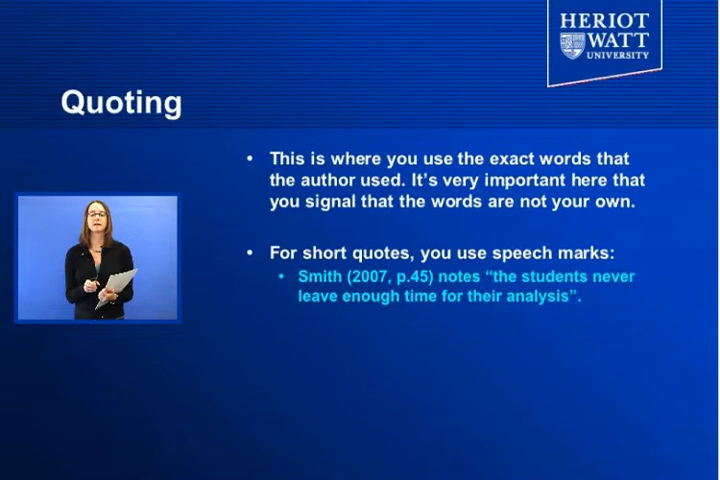 HERIOT
WATT
UNIVERSITY
Quoting
• This is where you use the exact words that
the author used. It’s very important here that
you signal that the words are not your own.
• For short quotes, you use speech marks:
• Smith (2007, p.45) notes “the students never
leave enough time for their analysis”.